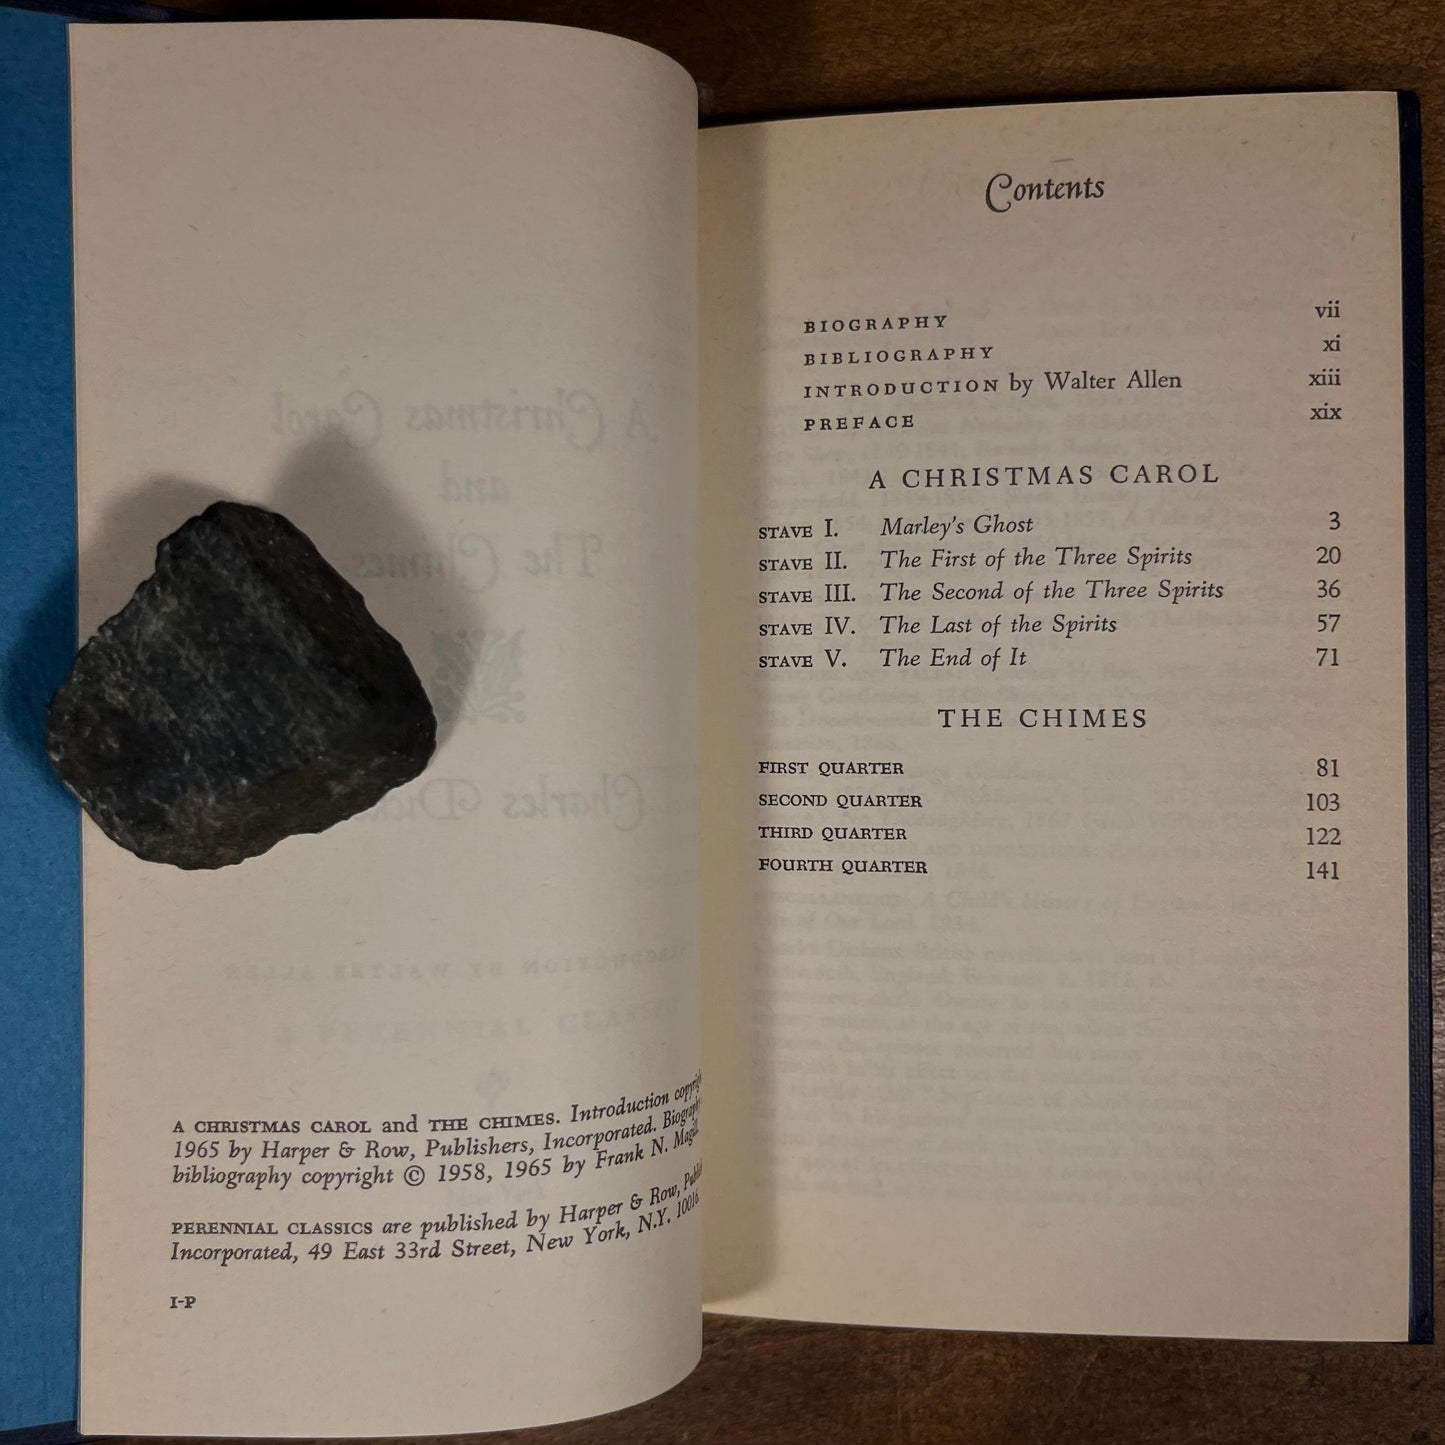 A CHRISTMAS CAROL and THE CHIMES. Introduction
1965 by Harper & Row, Publishers, Incorporated.
bibliography copyright © 1958, 1965 by Frank N.
PERENNIAL CLASSICS are published by Harper & Row,
Incorporated, 49 East 33rd Street, New York, N.Y. 10016
I-P
Contents
BIOGRAPHY vii
BIBLIOGRAPHY xi
INTRODUCTION by Walter Allen xiii
PREFACE xix
A CHRISTMAS CAROL
STAVE I. Marley's Ghost 3
STAVE II. The First of the Three Spirits 20
STAVE III. The Second of the Three Spirits 36
STAVE IV. The Last of the Spirits 57
STAVE V. The End of It 71
THE CHIMES
FIRST QUARTER 81
SECOND QUARTER 103
THIRD QUARTER 122
FOURTH QUARTER 141